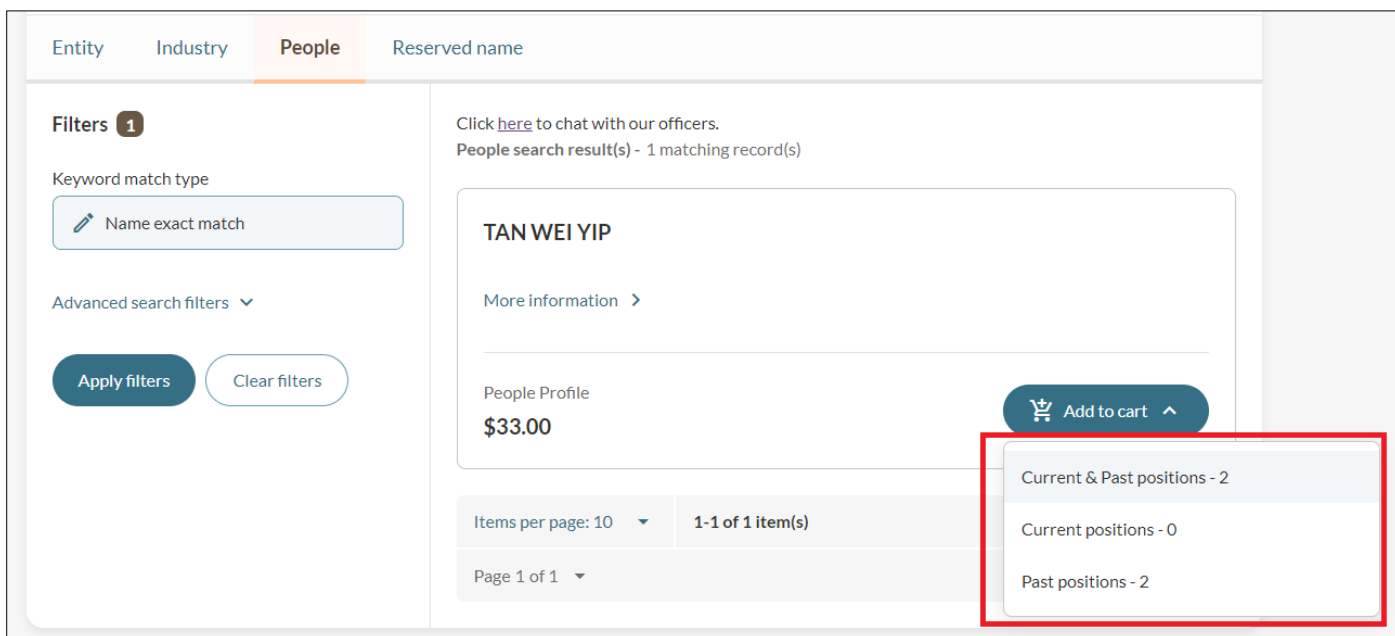 Entity Industry People Reserved name
Filters 1
Keyword match type
Name exact match
Advanced search filters
Apply filters Clear filters
Click here to chat with our officers.
People search result(s) - 1 matching record(s)
TAN WEI YIP
More information
People Profile
$33.00
Add to cart
Current & Past positions - 2
Current positions - 0
Past positions - 2
Items per page: 10 1-1 of 1 item(s)
Page 1 of 1